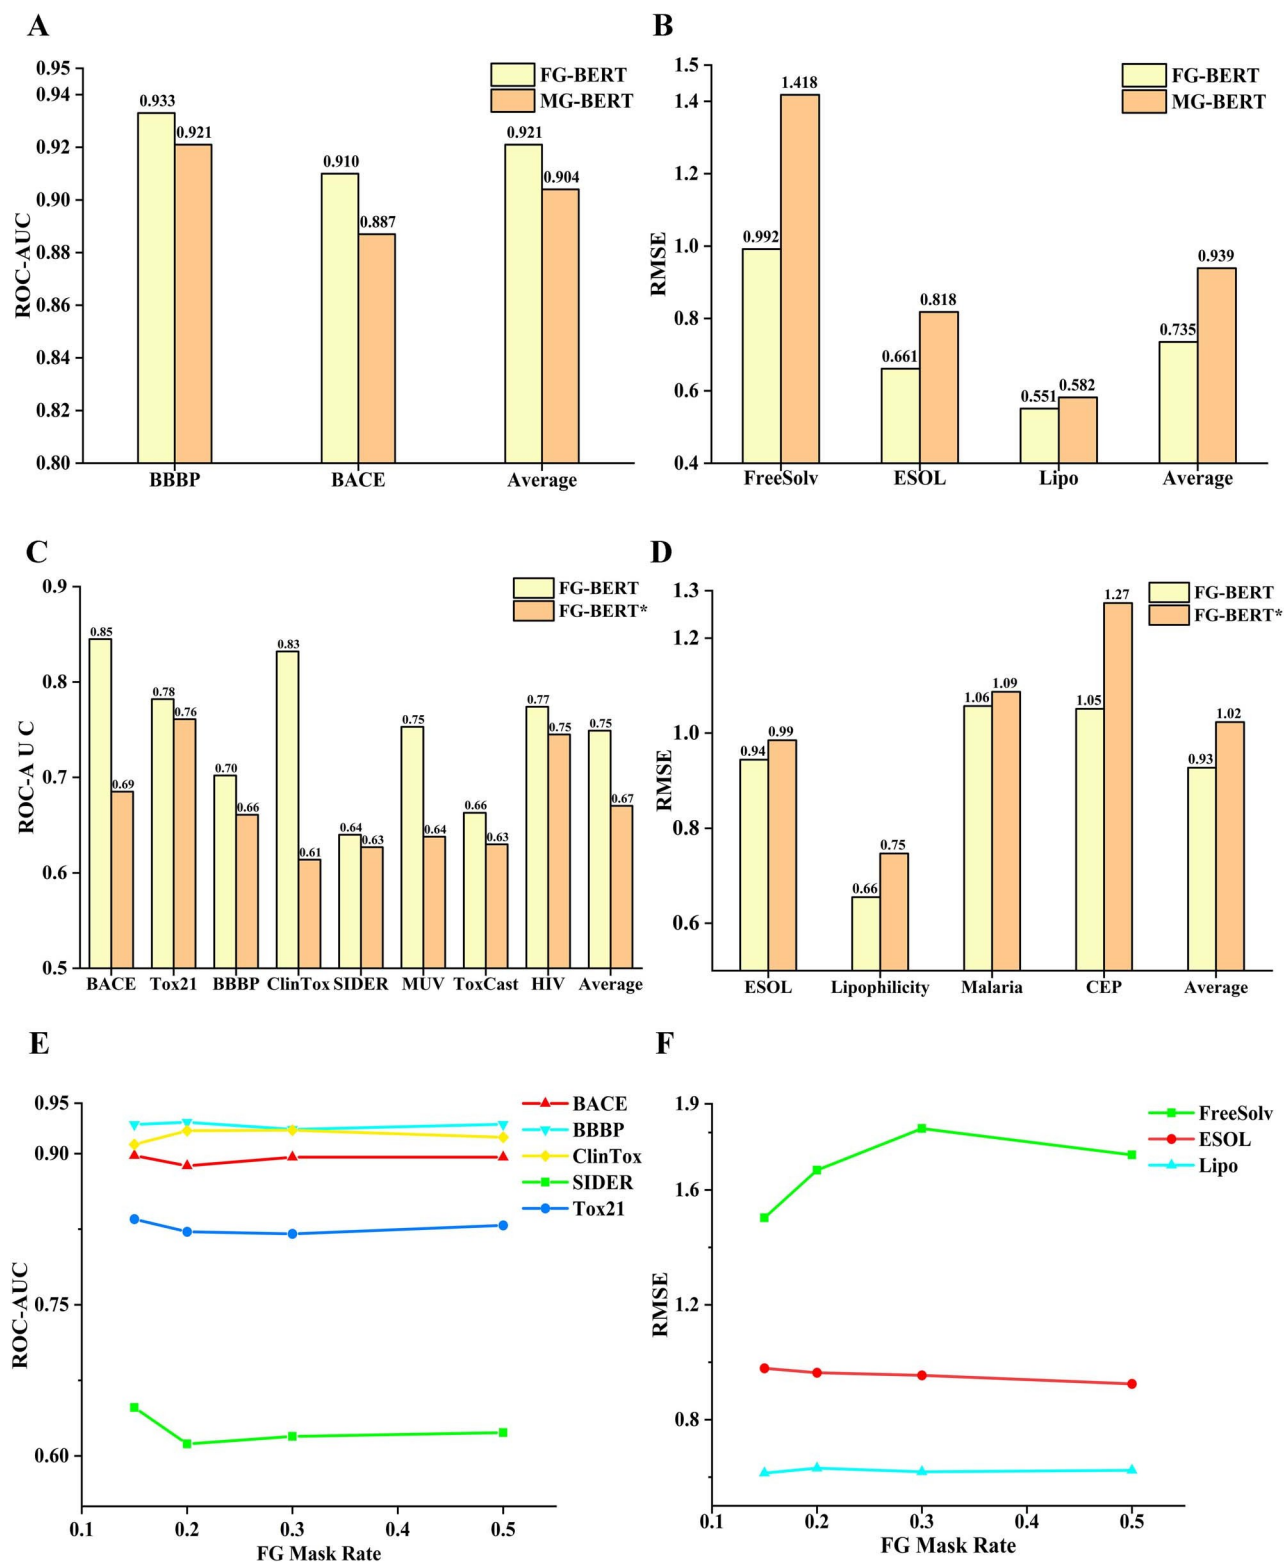 A
0.95
0.94
0.92
0.90
0.88
0.86
0.84
0.82
0.80
ROC-AUC
FG-BERT
MG-BERT
0.933
0.921
0.910
0.887
0.921
0.904
BBBP
BACE
Average
B
1.5
1.4
1.2
1.0
0.8
0.6
0.4
RMSE
FG-BERT
MG-BERT
0.992
1.418
0.661
0.818
0.551
0.582
0.735
0.939
FreeSolv
ESOL
Lipo
Average
C
0.9
0.8
0.7
0.6
0.5
ROC-A U C
FG-BERT
FG-BERT*
0.85
0.69
0.78
0.76
0.70
0.66
0.83
0.61
0.64
0.63
0.75
0.64
0.66
0.63
0.77
0.75
0.75
0.67
BACE
Tox21
BBBP
ClinTox
SIDER
MUV
ToxCast
HIV
Average
D
1.3
1.2
1.0
0.8
0.6
RMSE
FG-BERT
FG-BERT*
0.94
0.99
0.66
0.75
1.06
1.09
1.05
1.27
0.93
1.02
ESOL
Lipophilicity
Malaria
CEP
Average
E
0.95
0.90
0.75
0.60
ROC-AUC
BACE
BBBP
ClinTox
SIDER
Tox21
0.1
0.2
0.3
0.4
0.5
FG Mask Rate
F
1.9
1.6
1.2
0.8
RMSE
FreeSolv
ESOL
Lipo
0.1
0.2
0.3
0.4
0.5
FG Mask Rate